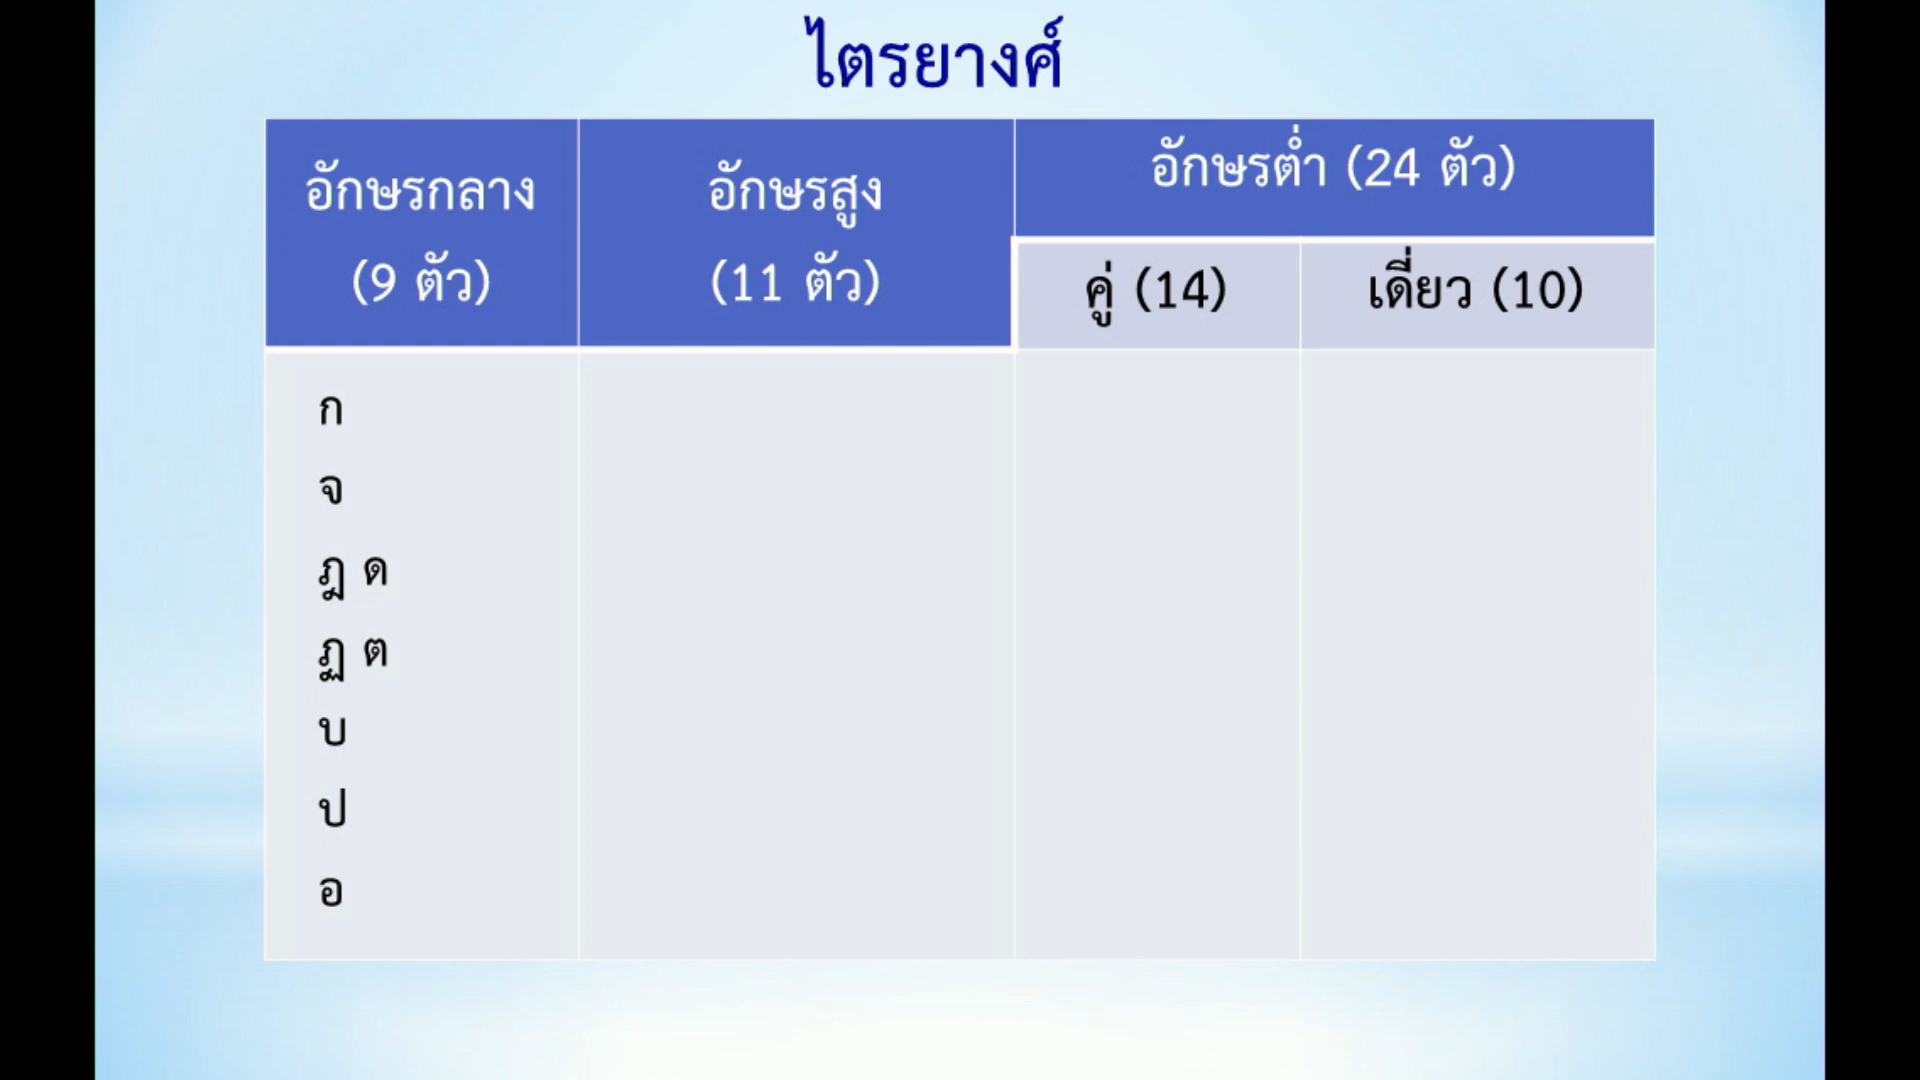 ไตรยางศ์
อักษรกลาง
(9 ตัว)
อักษรสูง
(11 ตัว)
อักษรต่ำ (24 ตัว)
คู่ (14)
เดี่ยว (10)
ก
จ
ฎ ด
ฏ ต
บ
ป
อ